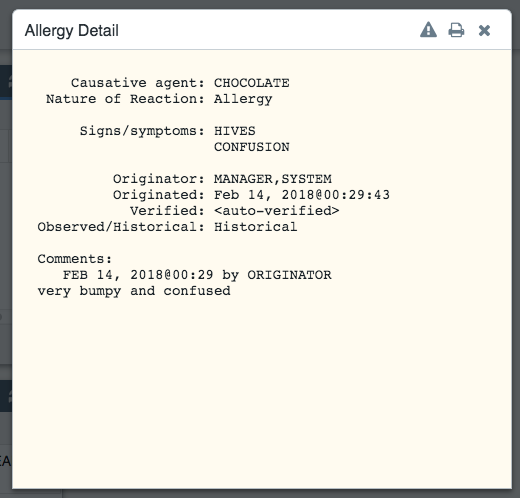 Allergy Detail
Causative agent: CHOCOLATE
Nature of Reaction: Allergy
Signs/symptoms: HIVES
CONFUSION
Originator: MANAGER,SYSTEM
Originated: Feb 14, 2018@00:29:43
Verified: <auto-verified>
Observed/Historical: Historical
Comments:
FEB 14, 2018@00:29 by ORIGINATOR
very bumpy and confused